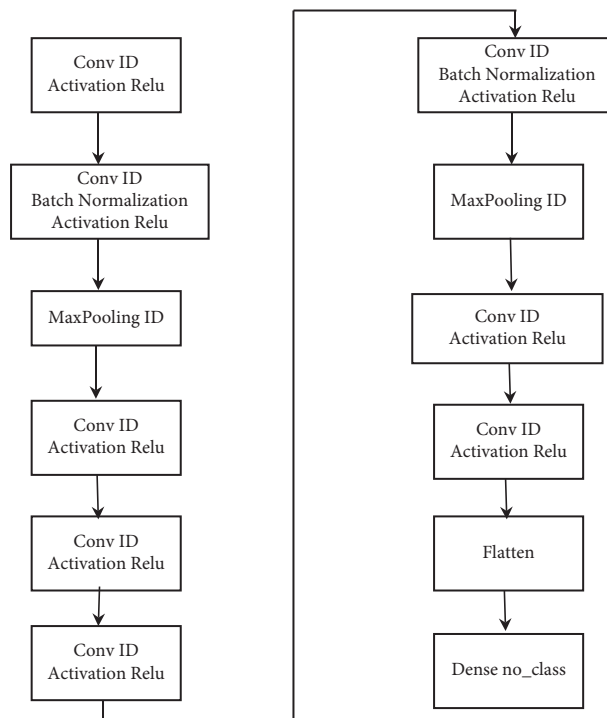 Conv ID
Activation Relu
Conv ID
Batch Normalization
Activation Relu
MaxPooling ID
Conv ID
Activation Relu
Conv ID
Activation Relu
Conv ID
Activation Relu
Conv ID
Batch Normalization
Activation Relu
MaxPooling ID
Conv ID
Activation Relu
Conv ID
Activation Relu
Flatten
Dense no_class